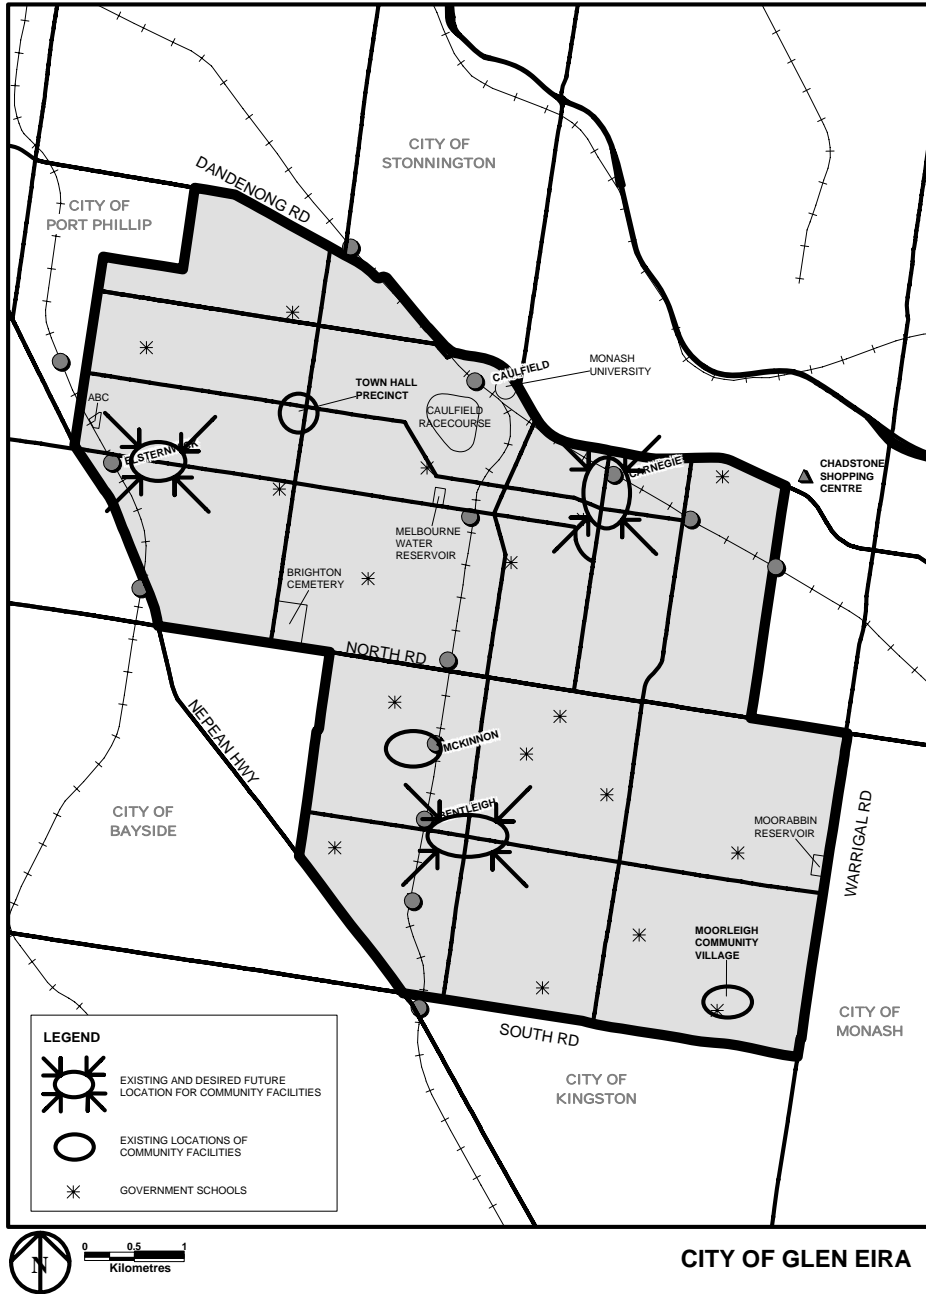 CITY OF
STONNINGTON
DANDENONG RD
CITY OF
PORT PHILLIP
CAULFIELD
MONASH
UNIVERSITY
TOWN HALL
PRECINCT
ABC
CAULFIELD
RACECOURSE
ELSTERNWICK
CARNEGIE
CHADSTONE
SHOPPING
CENTRE
MELBOURNE
WATER
RESERVOIR
BRIGHTON
CEMETERY
NORTH RD
NEPEAN HWY
MCKINNON
BENTLEIGH
CITY OF
BAYSIDE
MOORABBIN
RESERVOIR
WARRIGAL RD
MOORLEIGH
COMMUNITY
VILLAGE
CITY OF
MONASH
SOUTH RD
CITY OF
KINGSTON
LEGEND
EXISTING AND DESIRED FUTURE
LOCATION FOR COMMUNITY FACILITIES
EXISTING LOCATIONS OF
COMMUNITY FACILITIES
GOVERNMENT SCHOOLS
N
0 0.5 1
Kilometres
CITY OF GLEN EIRA